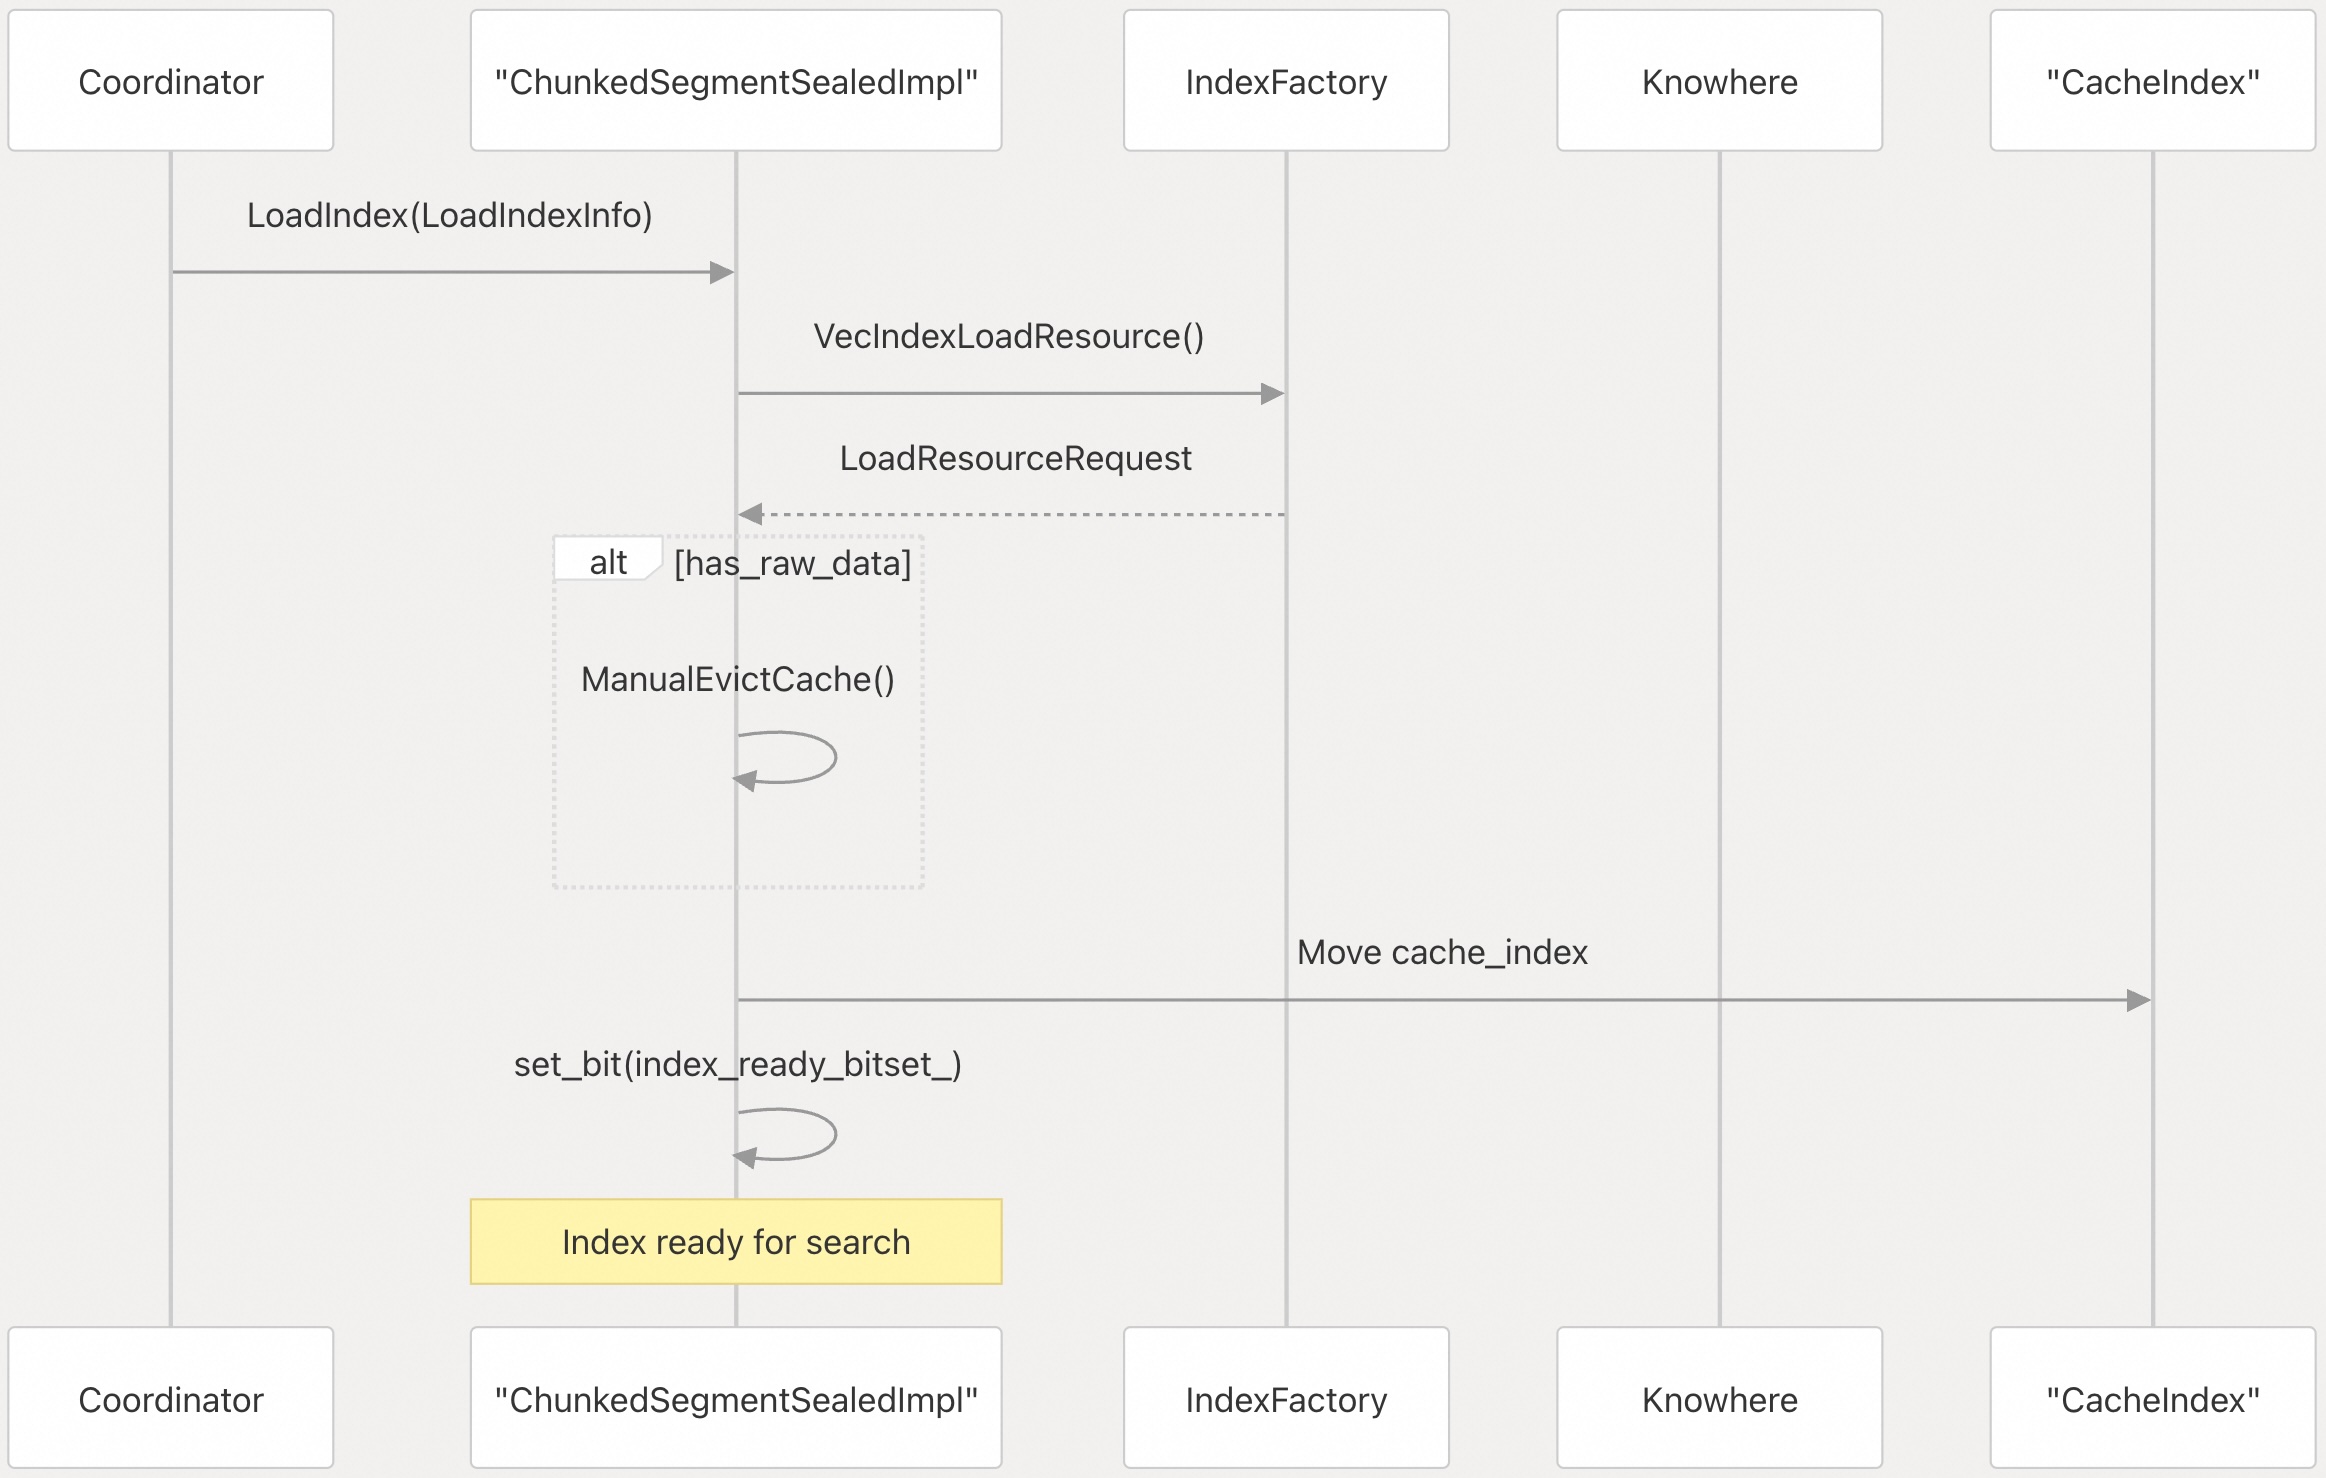 Coordinator
"ChunkedSegmentSealedImpl"
IndexFactory
Knowhere
"CacheIndex"
LoadIndex(LoadIndexInfo)
VecIndexLoadResource()
LoadResourceRequest
alt
[has_raw_data]
ManualEvictCache()
Move cache_index
set_bit(index_ready_bitset_)
Index ready for search
Coordinator
"ChunkedSegmentSealedImpl"
IndexFactory
Knowhere
"CacheIndex"